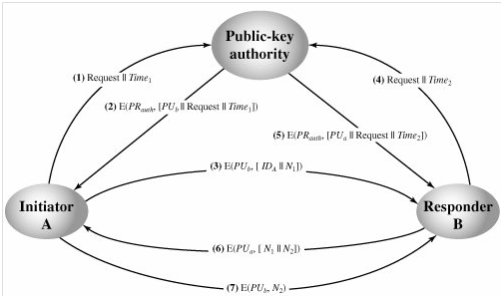 Public-key
authority
(1) Request || Time1
(4) Request || Time2
(2) E(PRauth, [PUb || Request || Time1])
(5) E(PRauth, [PUa || Request || Time2])
(3) E(PUb, [ IDA || N1])
Initiator
A
Responder
B
(6) E(PUa, [ N1 || N2])
(7) E(PUb, N2)